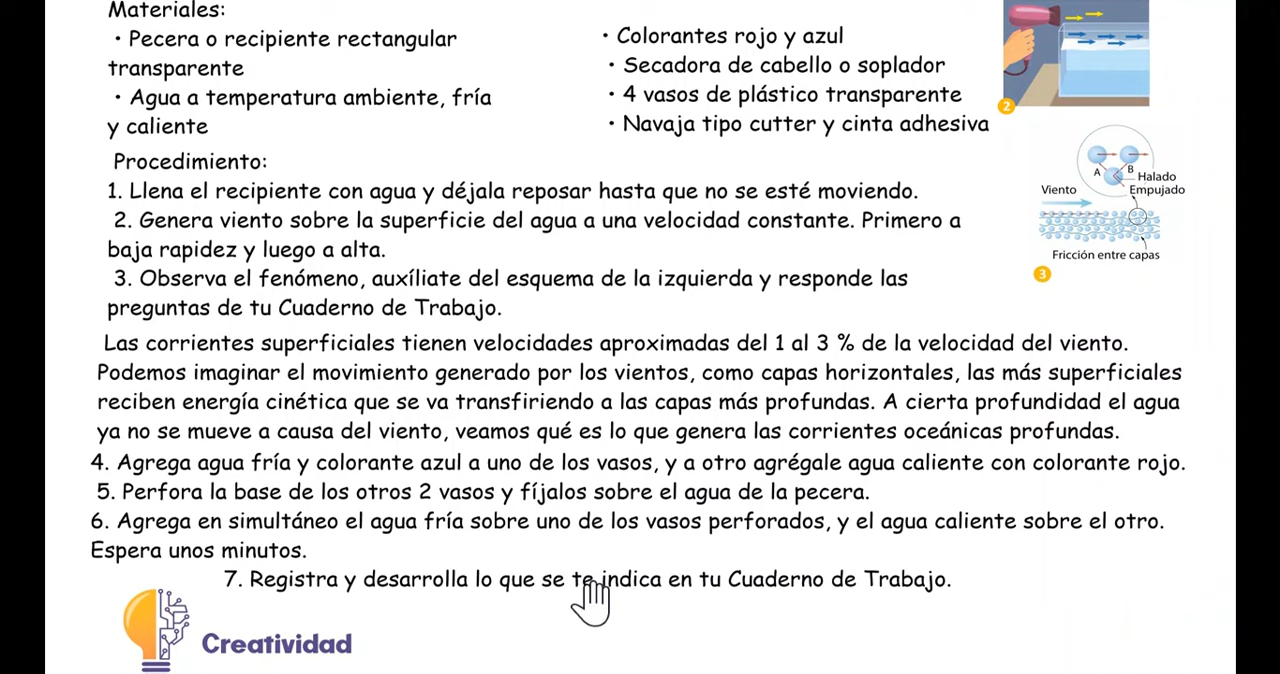 Materiales:
· Pecera o recipiente rectangular
transparente
· Agua a temperatura ambiente, fría
y caliente
· Colorantes rojo y azul
· Secadora de cabello o soplador
· 4 vasos de plástico transparente
· Navaja tipo cutter y cinta adhesiva
2
Procedimiento:
1. Llena el recipiente con agua y déjala reposar hasta que no se esté moviendo.
2. Genera viento sobre la superficie del agua a una velocidad constante. Primero a
baja rapidez y luego a alta.
3. Observa el fenómeno, auxíliate del esquema de la izquierda y responde las
preguntas de tu Cuaderno de Trabajo.
A
B
Halado
Viento
Empujado
Fricción entre capas
3
Las corrientes superficiales tienen velocidades aproximadas del 1 al 3 % de la velocidad del viento.
Podemos imaginar el movimiento generado por los vientos, como capas horizontales, las más superficiales
reciben energía cinética que se va transfiriendo a las capas más profundas. A cierta profundidad el agua
ya no se mueve a causa del viento, veamos qué es lo que genera las corrientes oceánicas profundas.
4. Agrega agua fría y colorante azul a uno de los vasos, y a otro agrégale agua caliente con colorante rojo.
5. Perfora la base de los otros 2 vasos y fíjalos sobre el agua de la pecera.
6. Agrega en simultáneo el agua fría sobre uno de los vasos perforados, y el agua caliente sobre el otro.
Espera unos minutos.
7. Registra y desarrolla lo que se te indica en tu Cuaderno de Trabajo.
Creatividad